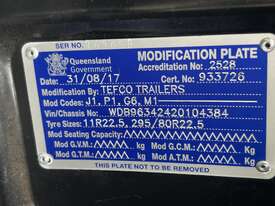 SER NO.
Queensland Government
MODIFICATION PLATE
Accreditation No. 2528
Date: 31/08/17 Cert. No: 933726
Modification By: TEFCO TRAILERS
Mod Codes: J1, P1, G6, M1
Vin/Chassis No: WDB96342420104384
Tyre Sizes: 11R22.5, 295/80R22.5
Mod Seating Capacity:
Mod G.V.M. kg Mod G.C.M. kg
Mod G.T.M. kg Mod A.T.M. kg
THIS PLATE NOT TO BE REMOVED